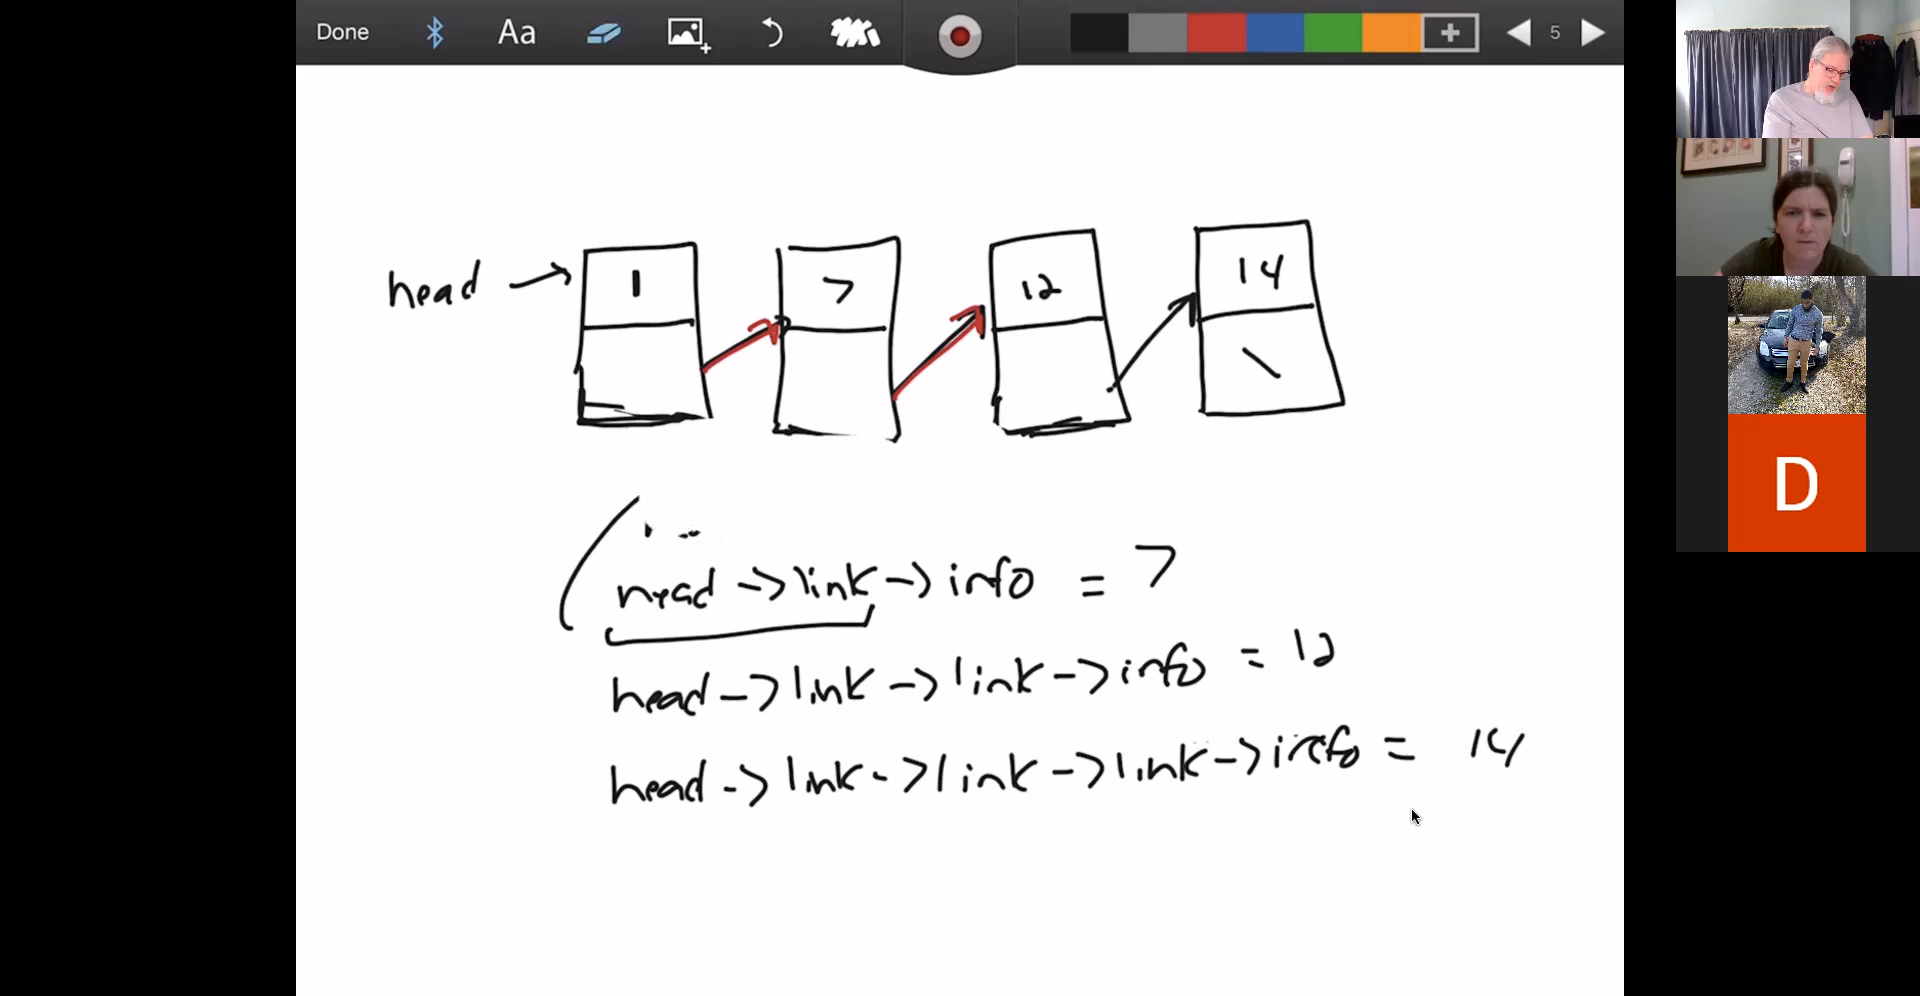 Done Aa 5
head → 1 7 12 14
head -> link -> info = 7
head -> link -> link -> info = 12
head -> link -> link -> link -> info = 14
D